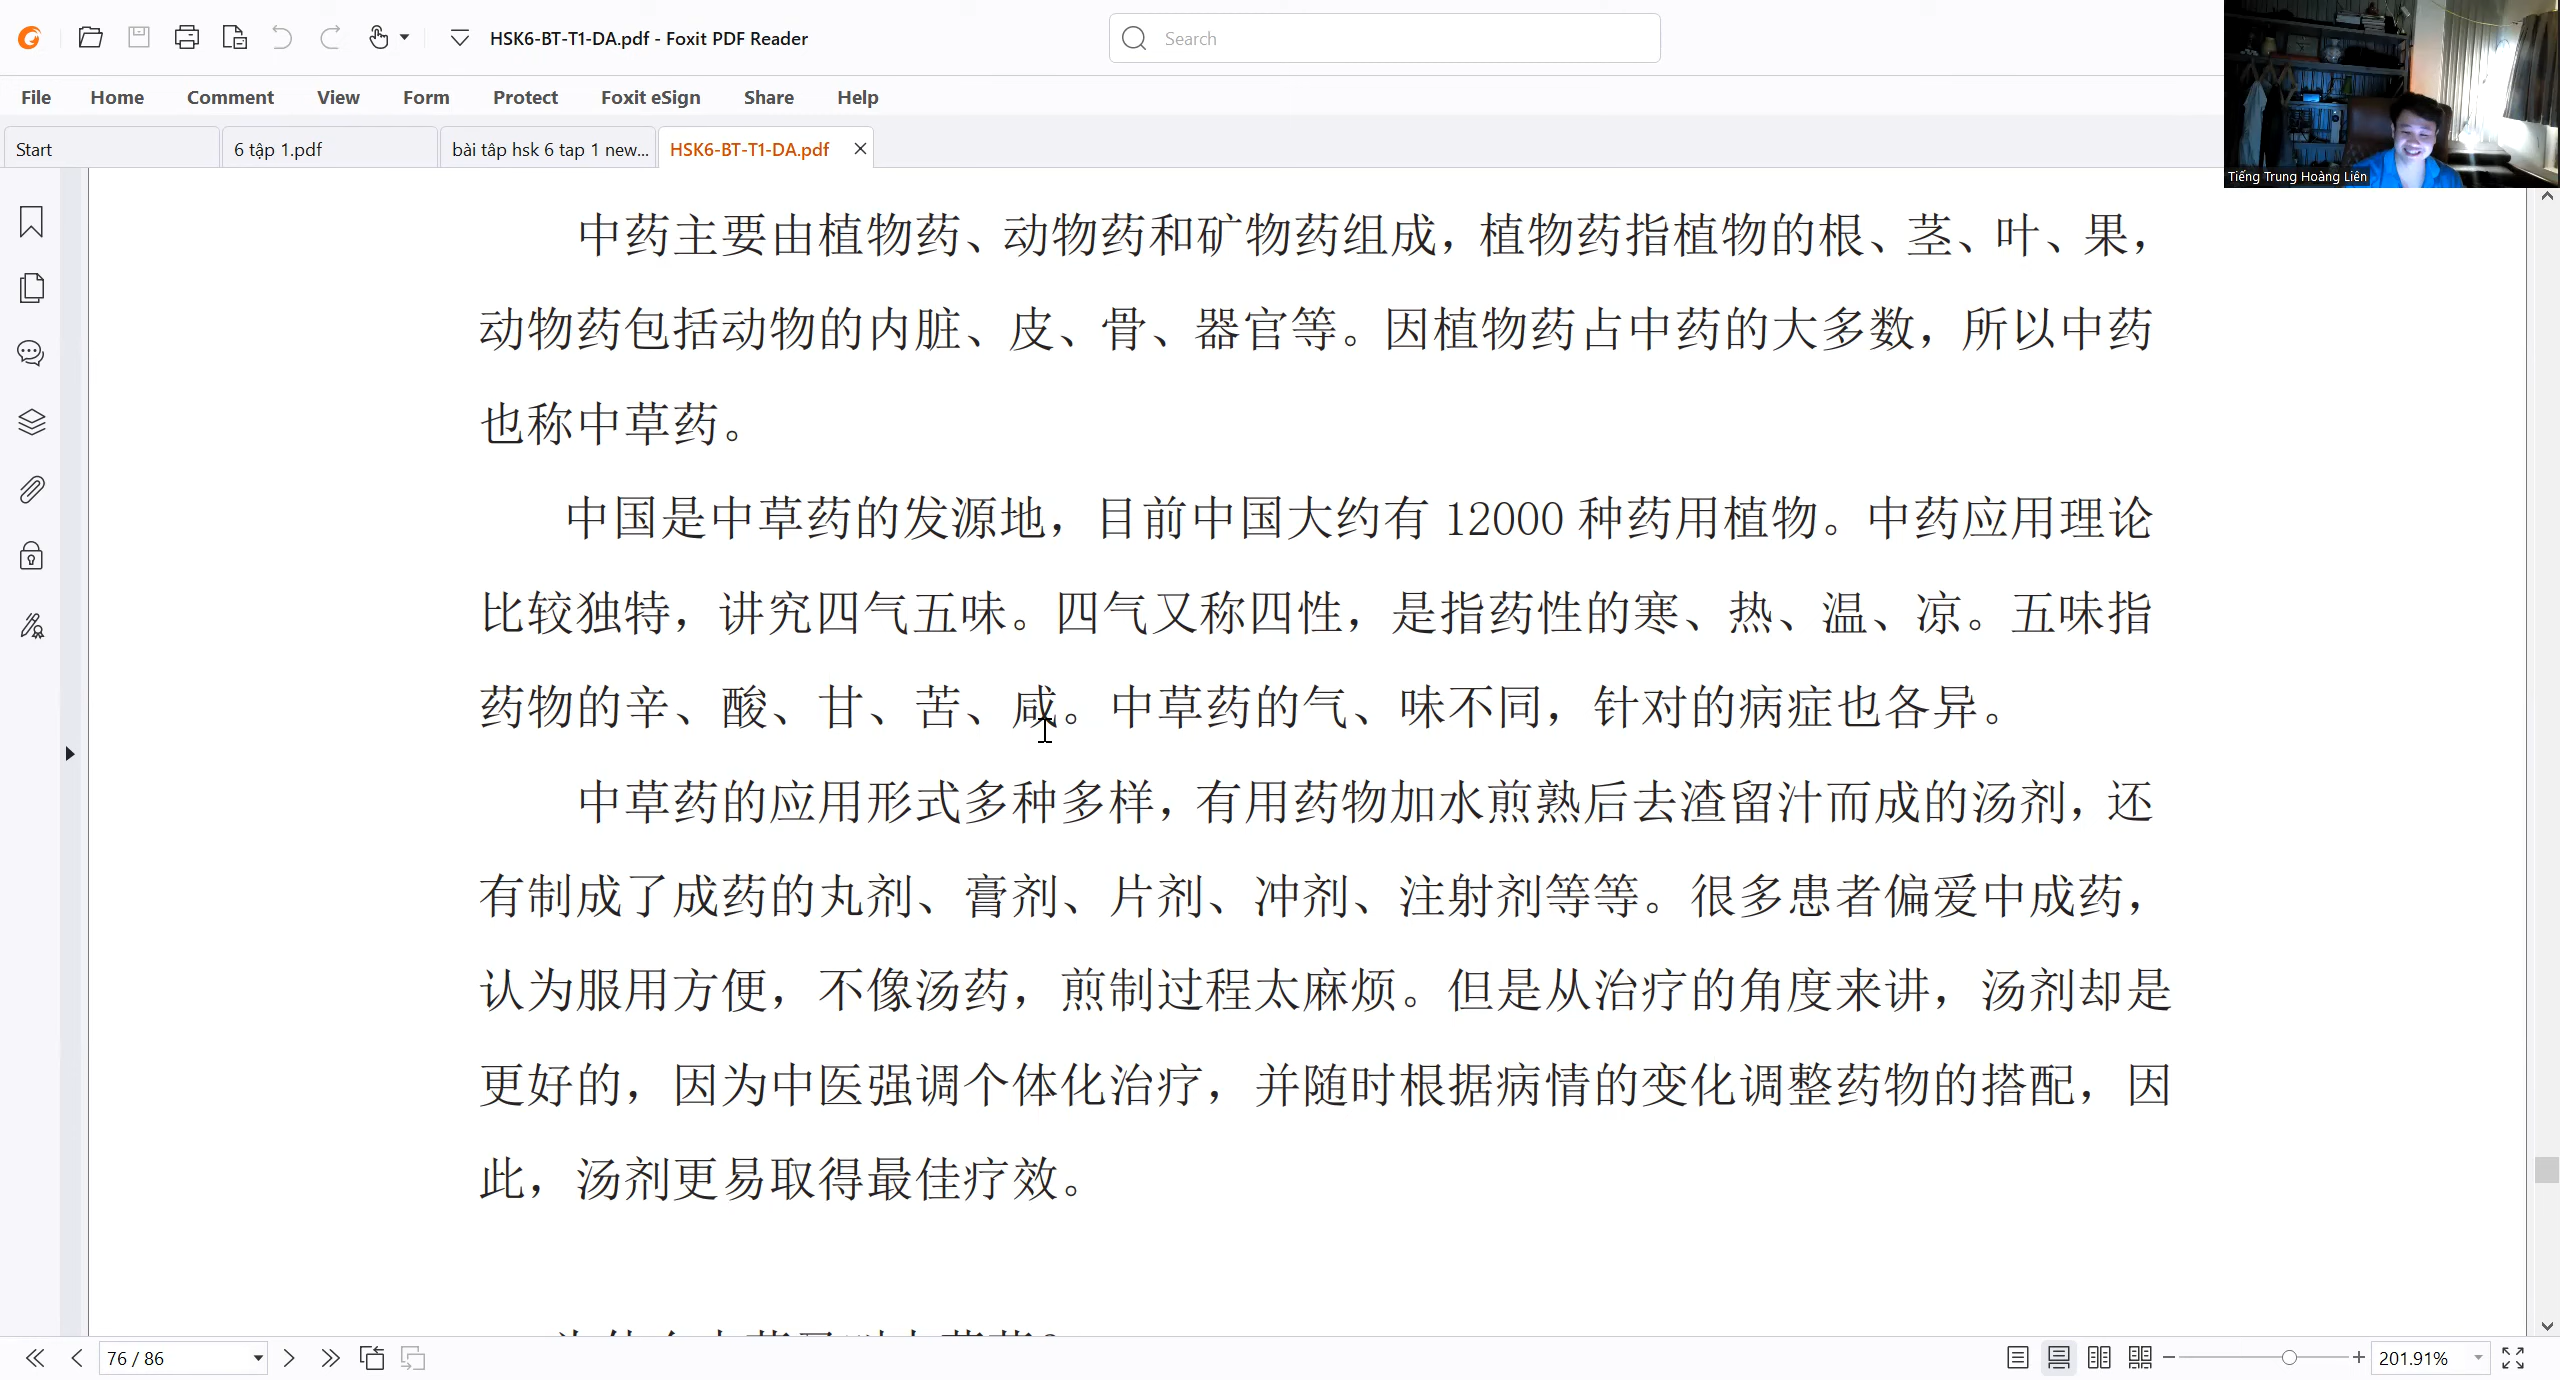 HSK6-BT-T1-DA.pdf - Foxit PDF Reader
Search
File Home Comment View Form Protect Foxit eSign Share Help
Start 6 tập 1.pdf bài tâp hsk 6 tap 1 new... HSK6-BT-T1-DA.pdf
Tiếng Trung Hoàng Liên
中药主要由植物药、动物药和矿物药组成，植物药指植物的根、茎、叶、果，
动物药包括动物的内脏、皮、骨、器官等。因植物药占中药的大多数，所以中药
也称中草药。
中国是中草药的发源地，目前中国大约有 12000 种药用植物。中药应用理论
比较独特，讲究四气五味。四气又称四性，是指药性的寒、热、温、凉。五味指
药物的辛、酸、甘、苦、咸。中草药的气、味不同，针对的病症也各异。
中草药的应用形式多种多样，有用药物加水煎熟后去渣留汁而成的汤剂，还
有制成了成药的丸剂、膏剂、片剂、冲剂、注射剂等等。很多患者偏爱中成药，
认为服用方便，不像汤药，煎制过程太麻烦。但是从治疗的角度来讲，汤剂却是
更好的，因为中医强调个体化治疗，并随时根据病情的变化调整药物的搭配，因
此，汤剂更易取得最佳疗效。
76 / 86
201.91%